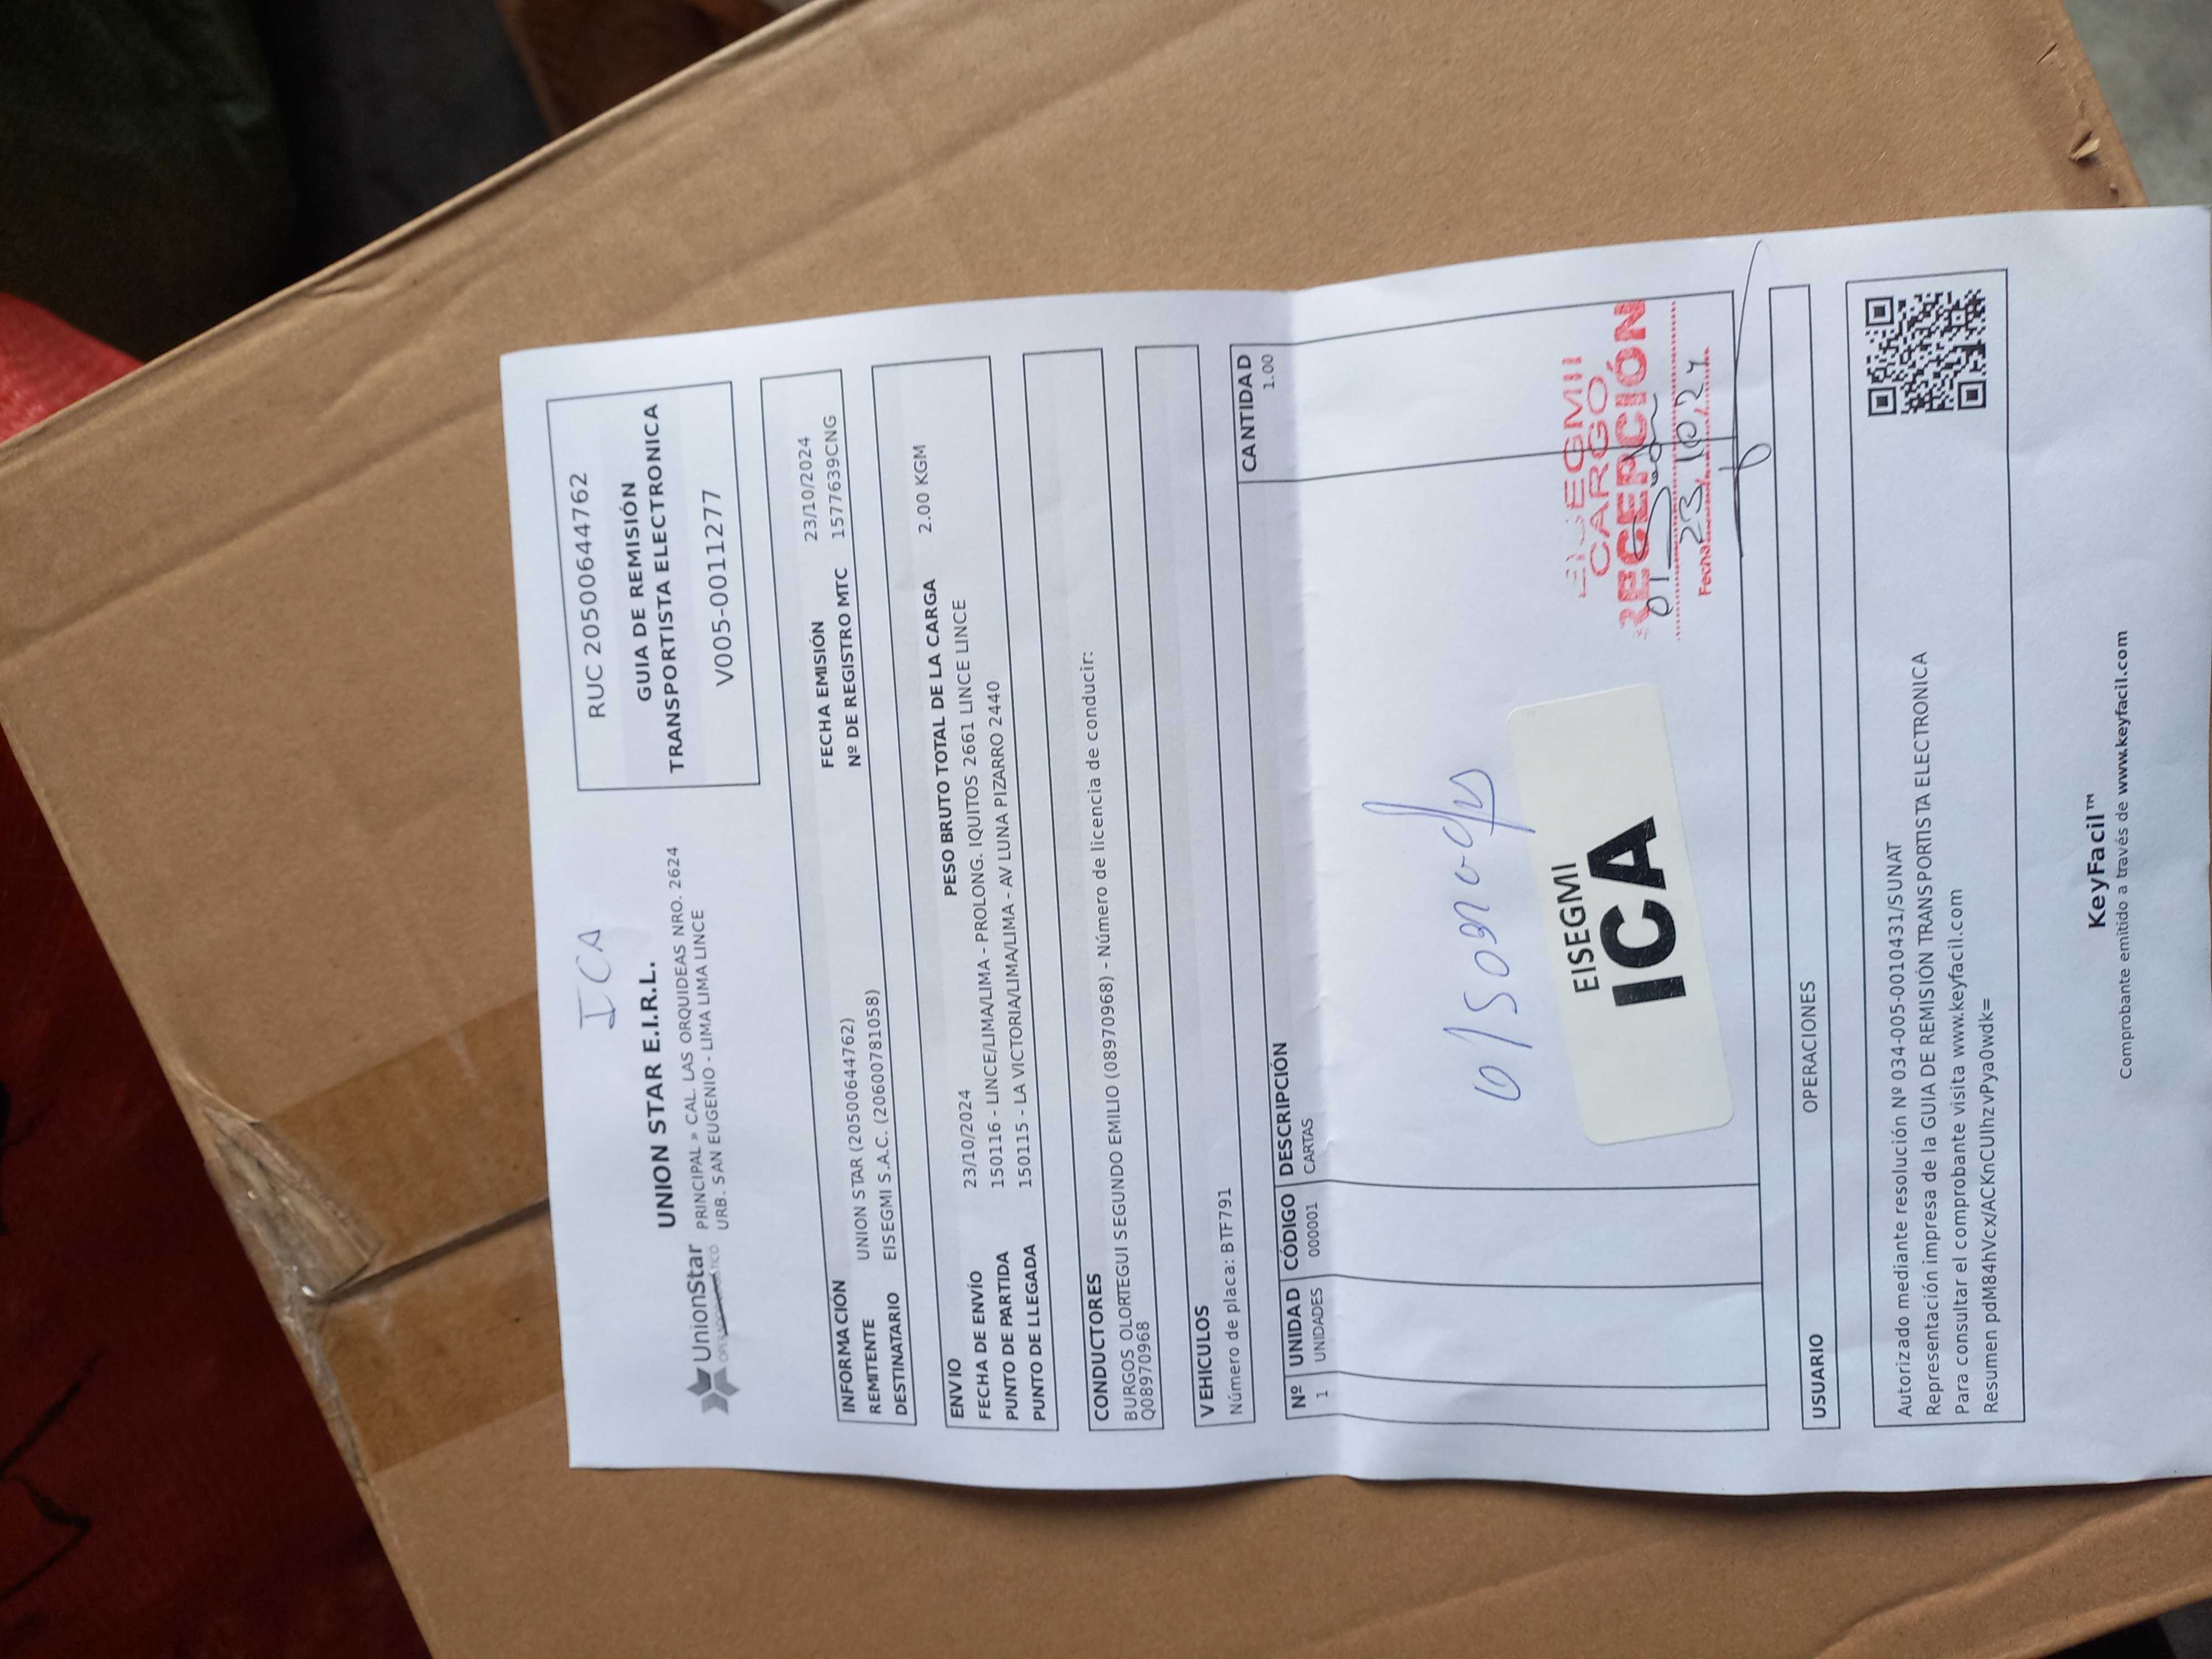 ICA
UNION STAR E.I.R.L.
UnionStar
PRINCIPAL » CAL. LAS ORQUIDEAS NRO. 2624
URB. SAN EUGENIO - LIMA LIMA LINCE
RUC 20500644762
GUIA DE REMISIÓN
TRANSPORTISTA ELECTRONICA
V005-0011277
INFORMACIÓN
FECHA EMISIÓN 23/10/2024
REMITENTE UNION STAR (20500644762) Nº DE REGISTRO MTC 1577639CNG
DESTINATARIO EISEGMI S.A.C. (20600781058)
ENVIO
FECHA DE ENVÍO 23/10/2024 PESO BRUTO TOTAL DE LA CARGA 2.00 KGM
PUNTO DE PARTIDA 150116 - LINCE/LIMA/LIMA - PROLONG. IQUITOS 2661 LINCE LINCE
PUNTO DE LLEGADA 150115 - LA VICTORIA/LIMA/LIMA - AV LUNA PIZARRO 2440
CONDUCTORES
BURGOS OLORTEGUI SEGUNDO EMILIO (08970968) - Número de licencia de conducir:
Q08970968
VEHICULOS
Número de placa: BTF791
Nº UNIDAD CÓDIGO DESCRIPCIÓN CANTIDAD
1 UNIDADES 000001 CARTAS 1.00
EISEGMI
ICA
CARGO
RECEPCIÓN
01
Fecha 23 10 24
USUARIO OPERACIONES
Autorizado mediante resolución Nº 034-005-0010431/SUNAT
Representación impresa de la GUIA DE REMISIÓN TRANSPORTISTA ELECTRONICA
Para consultar el comprobante visita www.keyfacil.com
Resumen pdM84hVcx/ACKnCUlhzvPya0wdk=
KeyFacil™
Comprobante emitido a través de www.keyfacil.com